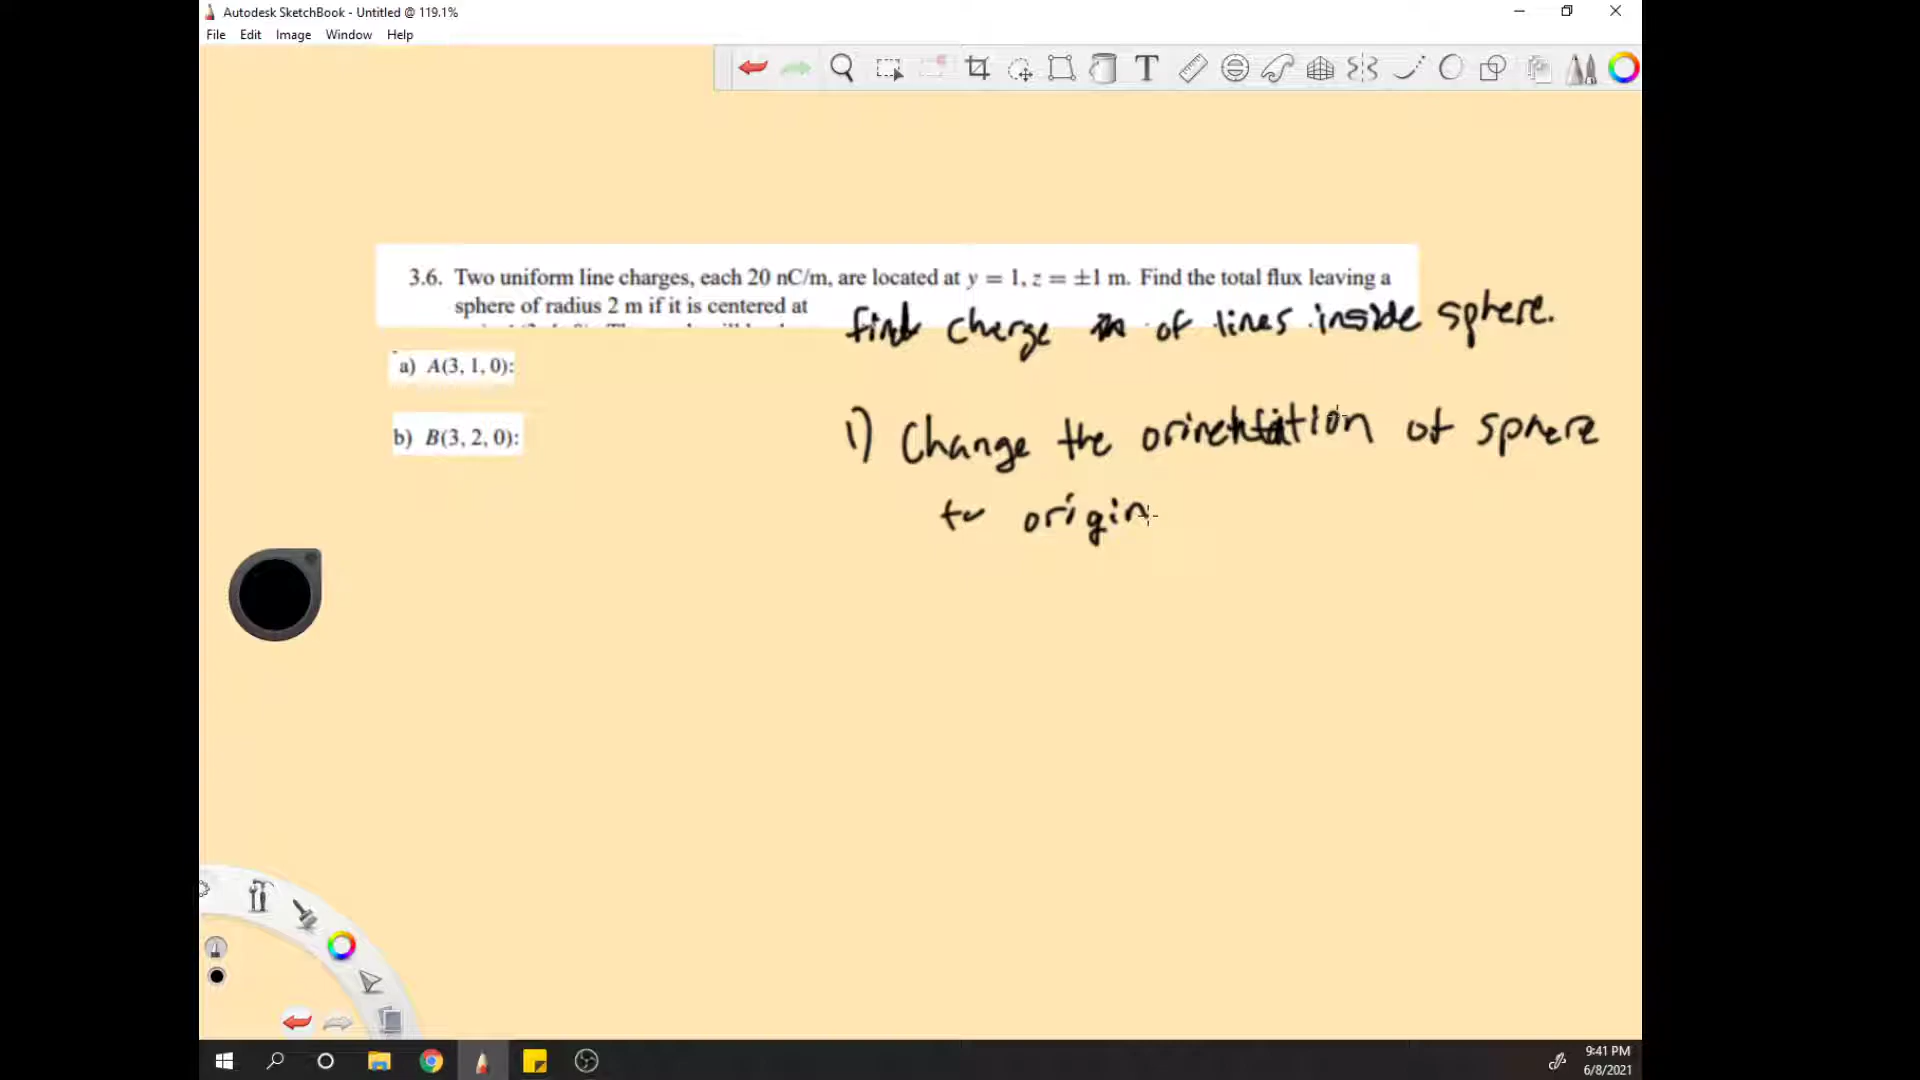 Autodesk SketchBook - Untitled @ 119.1%
File Edit Image Window Help
3.6. Two uniform line charges, each 20 nC/m, are located at y = 1, z = ±1 m. Find the total flux leaving a
sphere of radius 2 m if it is centered at
find charge of lines inside sphere.
a) A(3, 1, 0):
b) B(3, 2, 0):
1) Change the orinetation of sphere
to origin
9:41 PM
6/8/2021